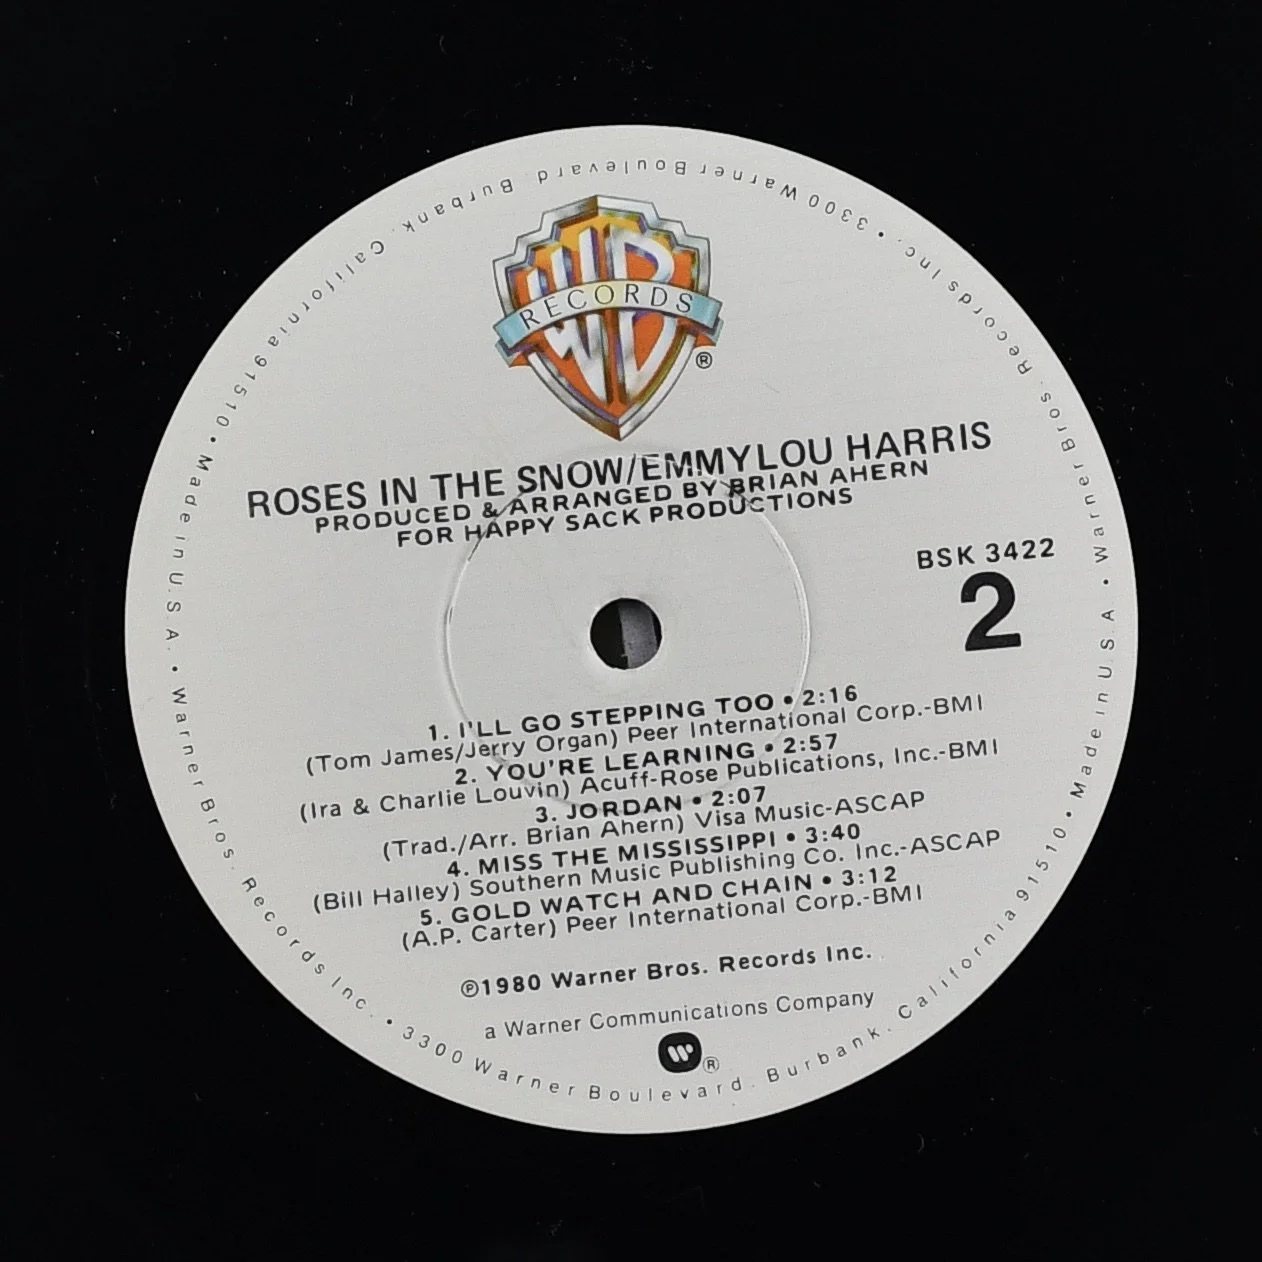 WB
RECORDS
®
ROSES IN THE SNOW/EMMYLOU HARRIS
PRODUCED & ARRANGED BY BRIAN AHERN
FOR HAPPY SACK PRODUCTIONS
BSK 3422
2
1. I'LL GO STEPPING TOO • 2:16
(Tom James/Jerry Organ) Peer International Corp.-BMI
2. YOU'RE LEARNING • 2:57
(Ira & Charlie Louvin) Acuff-Rose Publications, Inc.-BMI
3. JORDAN • 2:07
(Trad./Arr. Brian Ahern) Visa Music-ASCAP
4. MISS THE MISSISSIPPI • 3:40
(Bill Halley) Southern Music Publishing Co. Inc.-ASCAP
5. GOLD WATCH AND CHAIN • 3:12
(A.P. Carter) Peer International Corp.-BMI
℗1980 Warner Bros. Records Inc.
a Warner Communications Company
W®
Warner Bros. Records Inc. • 3300 Warner Boulevard. Burbank. California 91510 • Made in U.S.A. •
Warner Bros. Records Inc. • 3300 Warner Boulevard. Burbank. California 91510 • Made in U.S.A. •